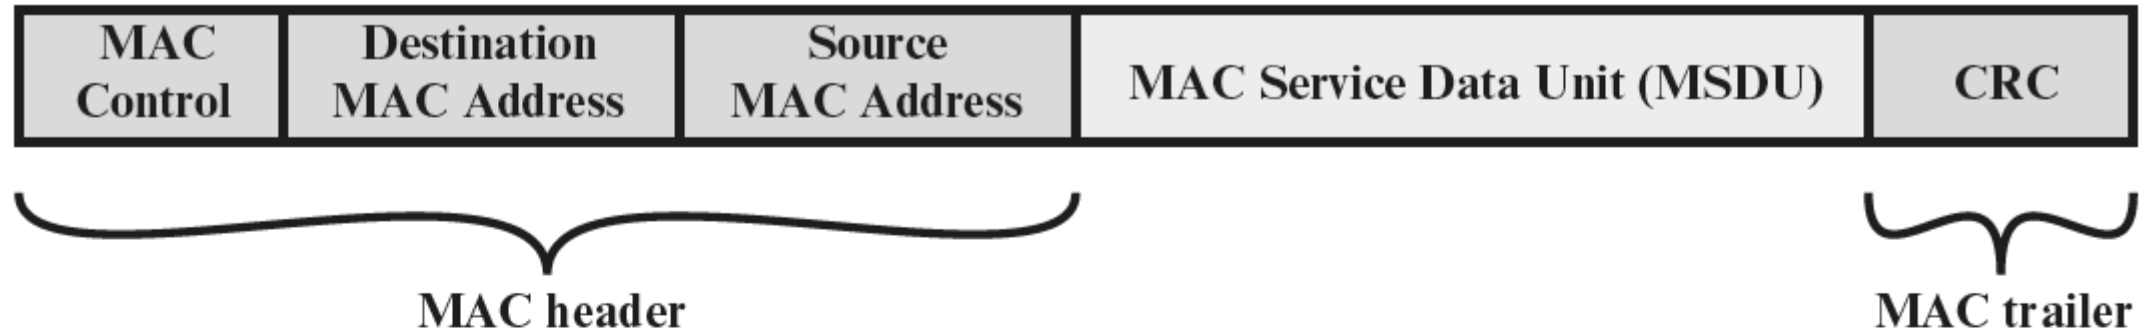 MAC
Control
Destination
MAC Address
Source
MAC Address
MAC Service Data Unit (MSDU)
CRC
MAC header
MAC trailer